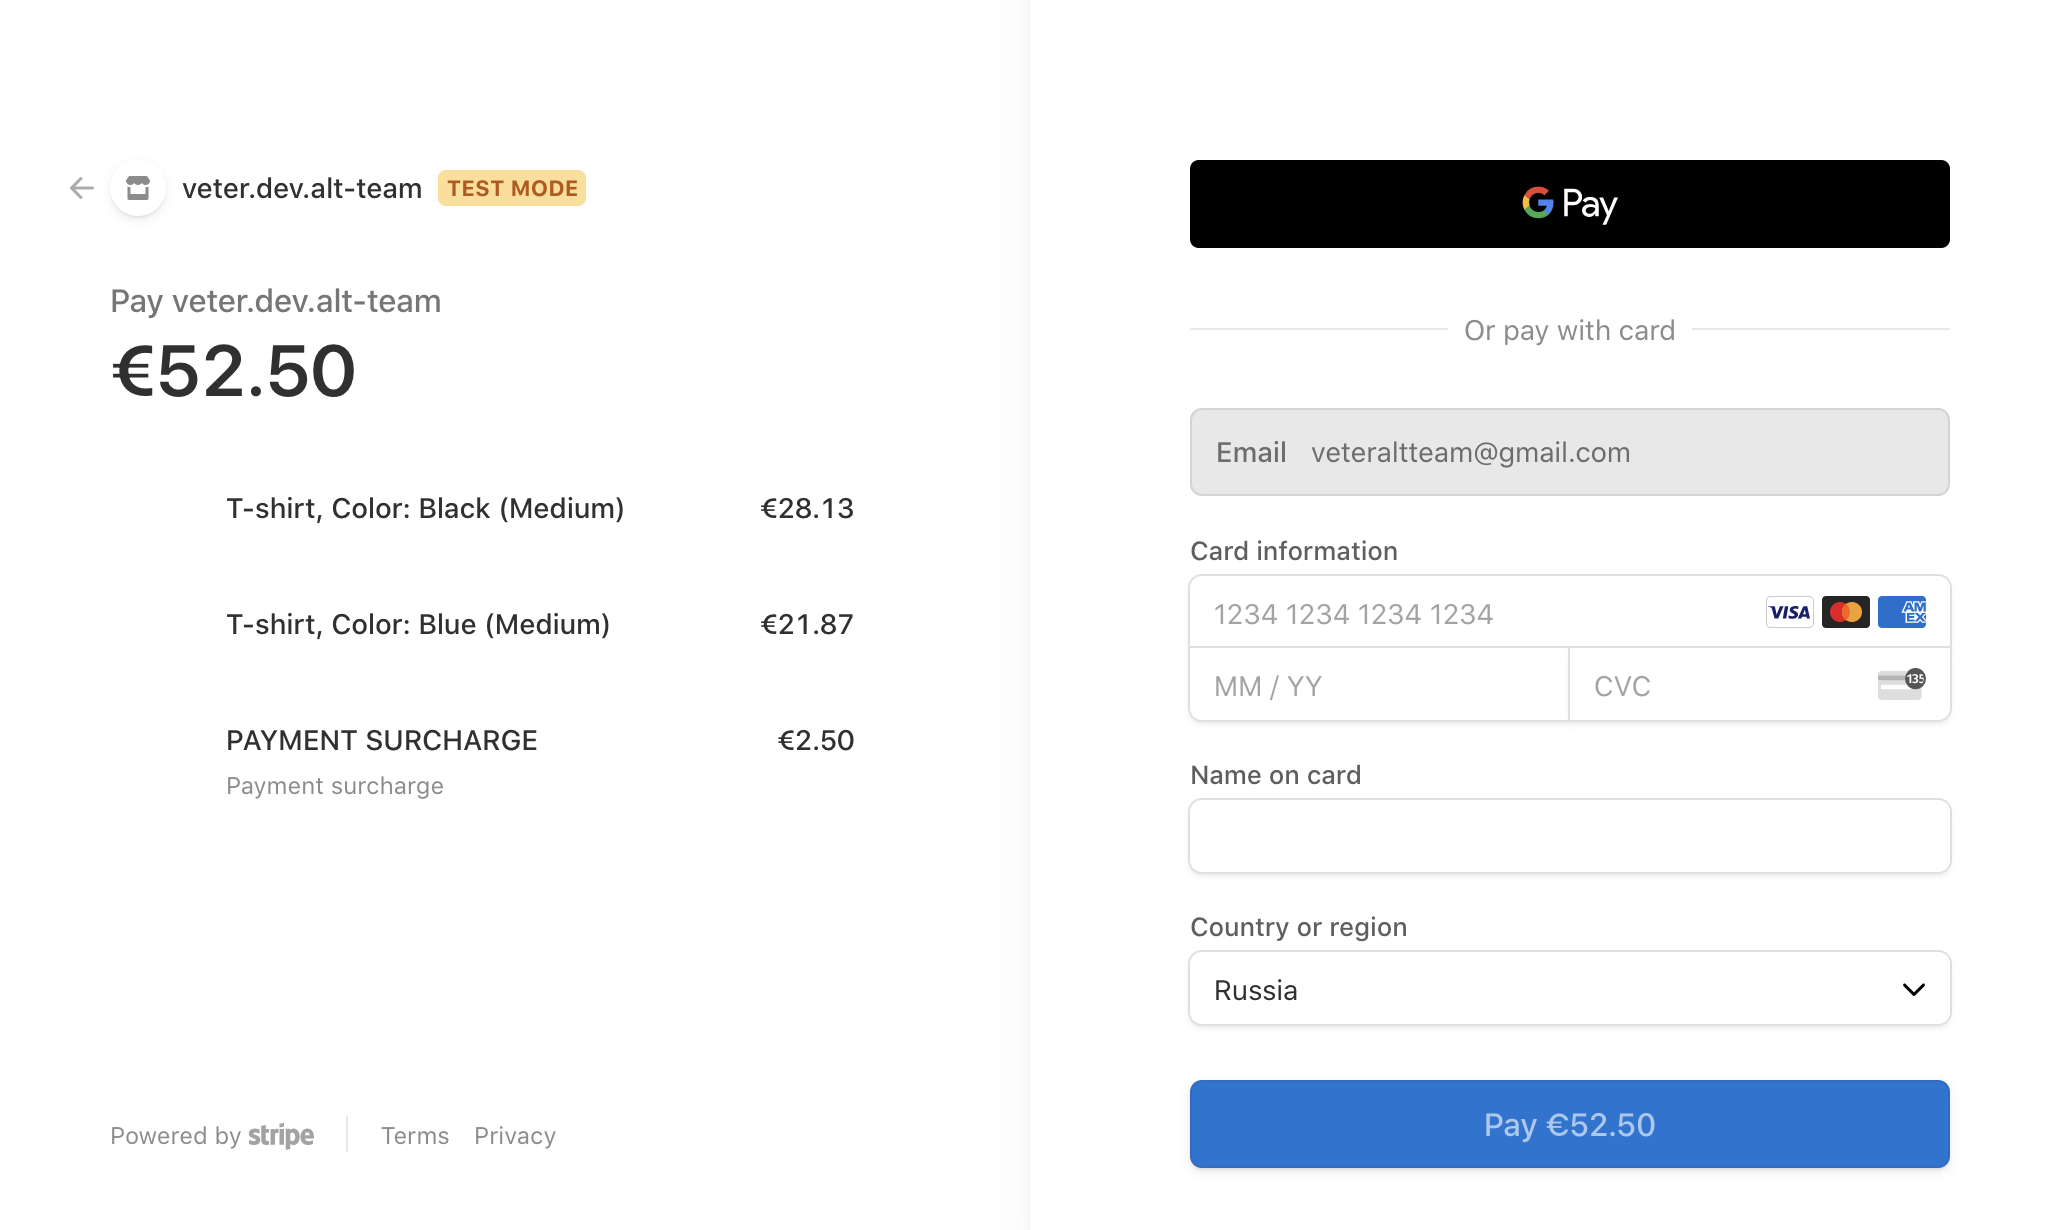 veter.dev.alt-team TEST MODE
Pay veter.dev.alt-team
€52.50
T-shirt, Color: Black (Medium) €28.13
T-shirt, Color: Blue (Medium) €21.87
PAYMENT SURCHARGE €2.50
Payment surcharge
Powered by stripe Terms Privacy
G Pay
Or pay with card
Email veteraltteam@gmail.com
Card information
1234 1234 1234 1234 VISA AMEX
MM / YY CVC 135
Name on card
Country or region
Russia
Pay €52.50